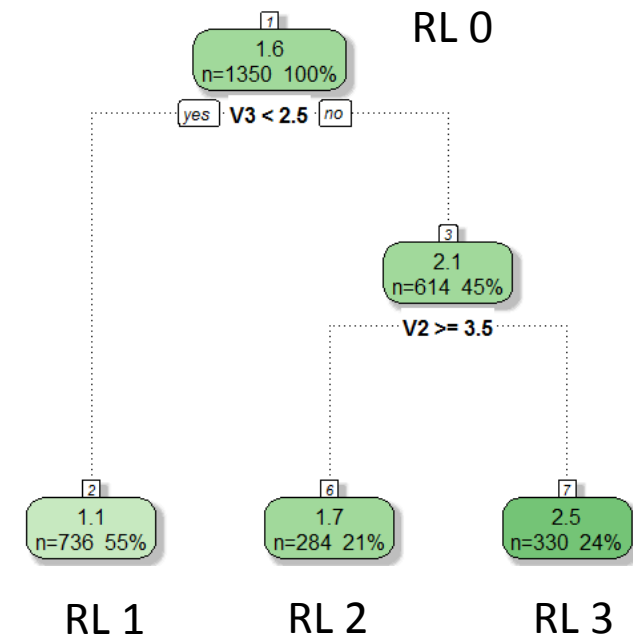 1
RL 0
1.6
n=1350 100%
yes V3 < 2.5 no
3
2.1
n=614 45%
V2 >= 3.5
2
6
7
1.1
1.7
2.5
n=736 55%
n=284 21%
n=330 24%
RL 1
RL 2
RL 3